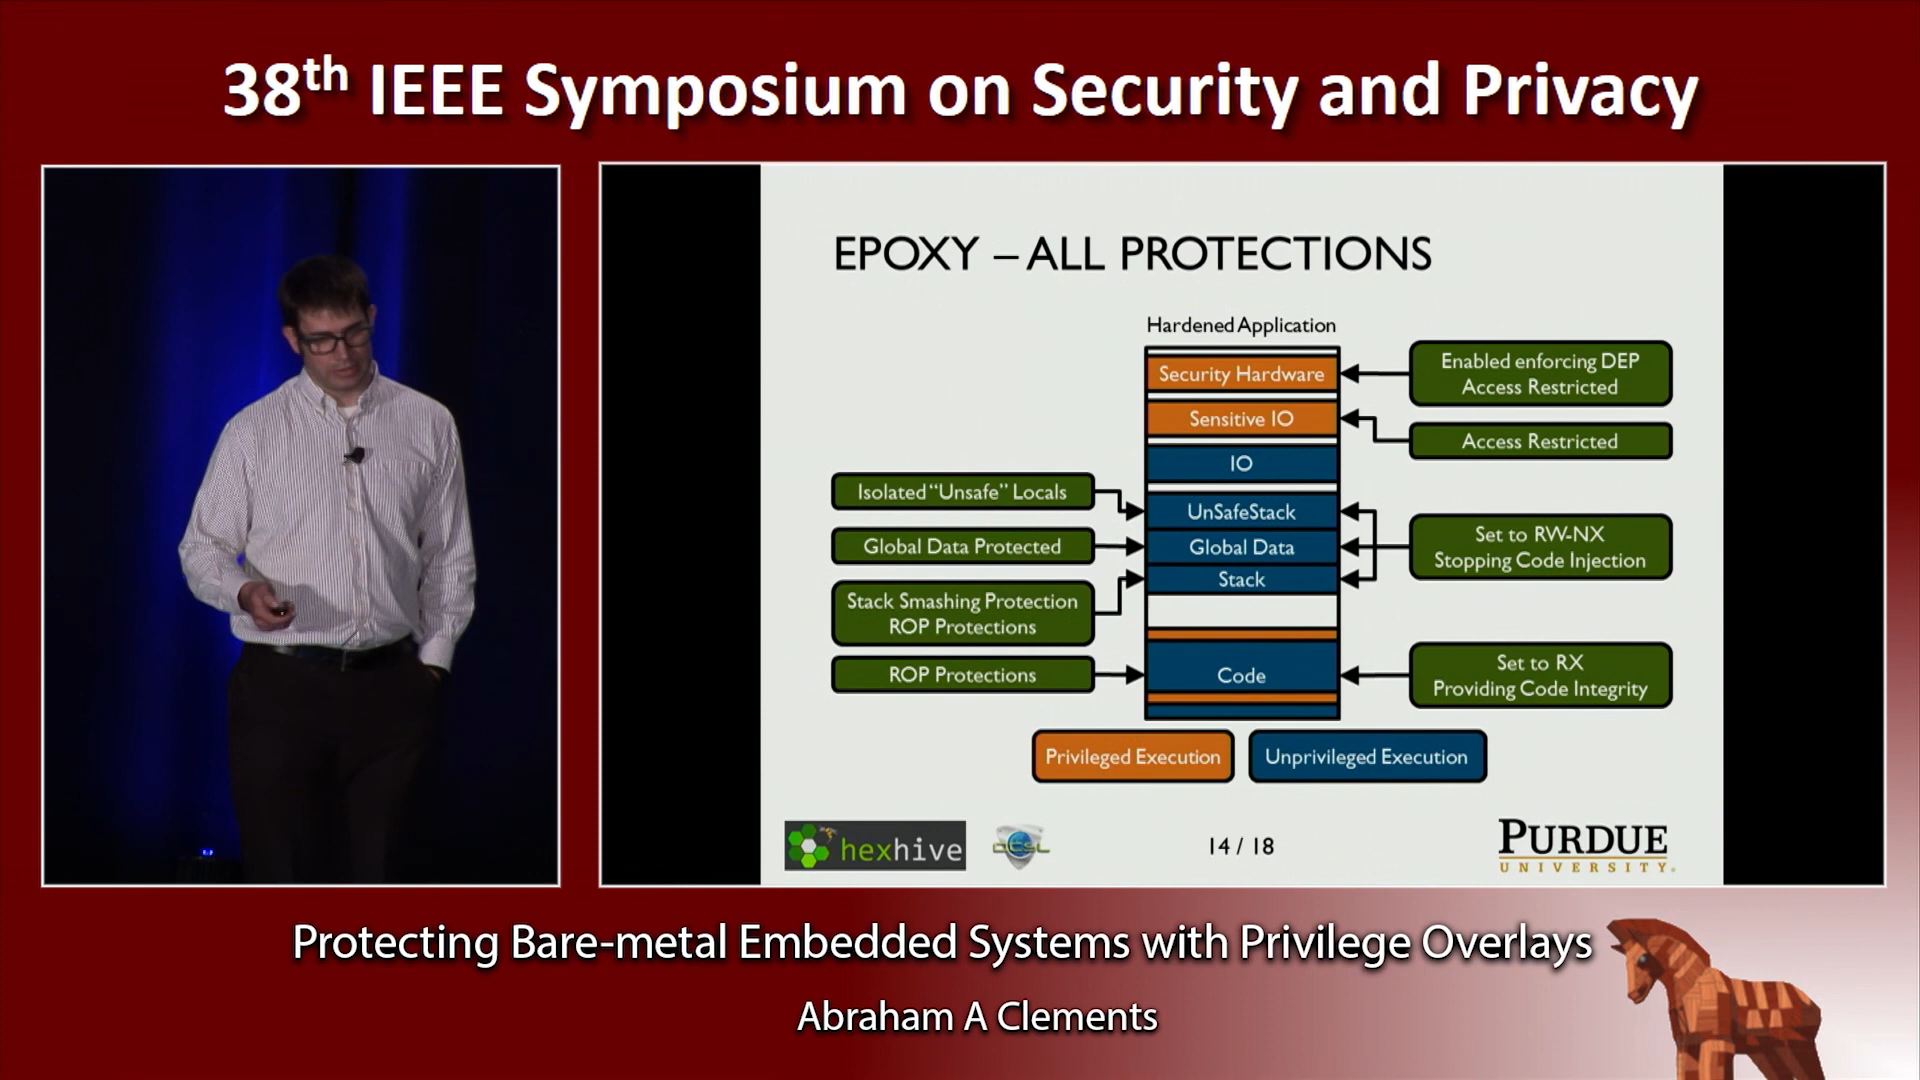 38th IEEE Symposium on Security and Privacy
EPOXY – ALL PROTECTIONS
Hardened Application
Security Hardware
Sensitive IO
IO
UnSafeStack
Global Data
Stack
Code
Isolated “Unsafe” Locals
Global Data Protected
Stack Smashing Protection
ROP Protections
ROP Protections
Enabled enforcing DEP
Access Restricted
Access Restricted
Set to RW-NX
Stopping Code Injection
Set to RX
Providing Code Integrity
Privileged Execution
Unprivileged Execution
hexhive
DCSL
14 / 18
PURDUE
UNIVERSITY
Protecting Bare-metal Embedded Systems with Privilege Overlays
Abraham A Clements